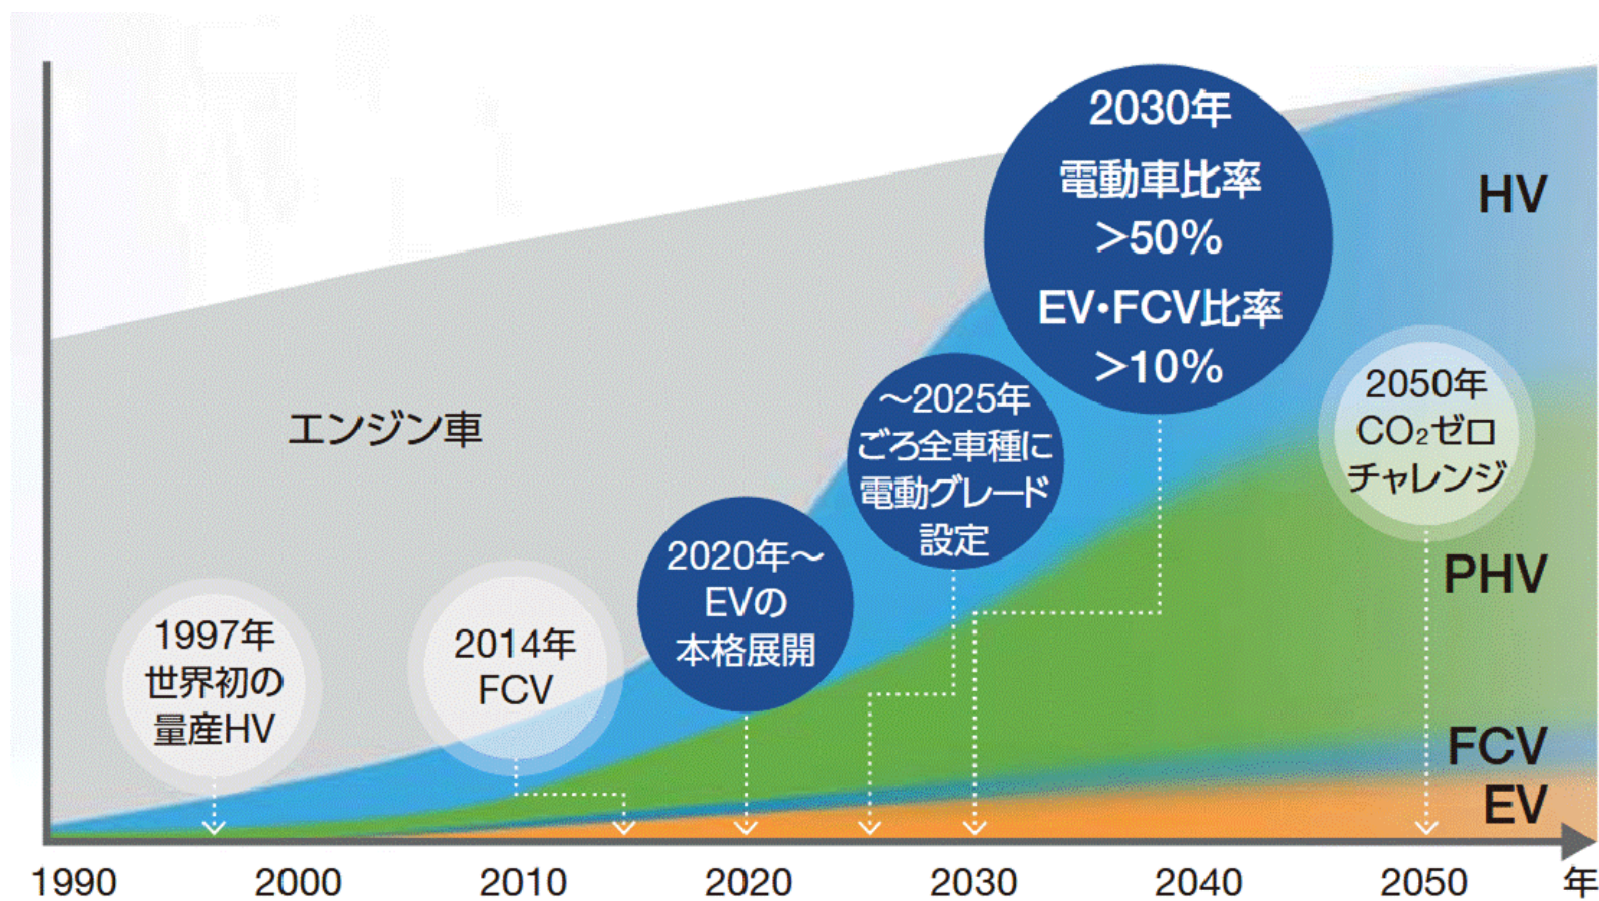 2030年
電動車比率
＞50%
EV・FCV比率
＞10%
HV
～2025年
ごろ全車種に
電動グレード
設定
2050年
CO₂ゼロ
チャレンジ
エンジン車
2020年～
EVの
本格展開
PHV
1997年
世界初の
量産HV
2014年
FCV
FCV
EV
1990 2000 2010 2020 2030 2040 2050 年